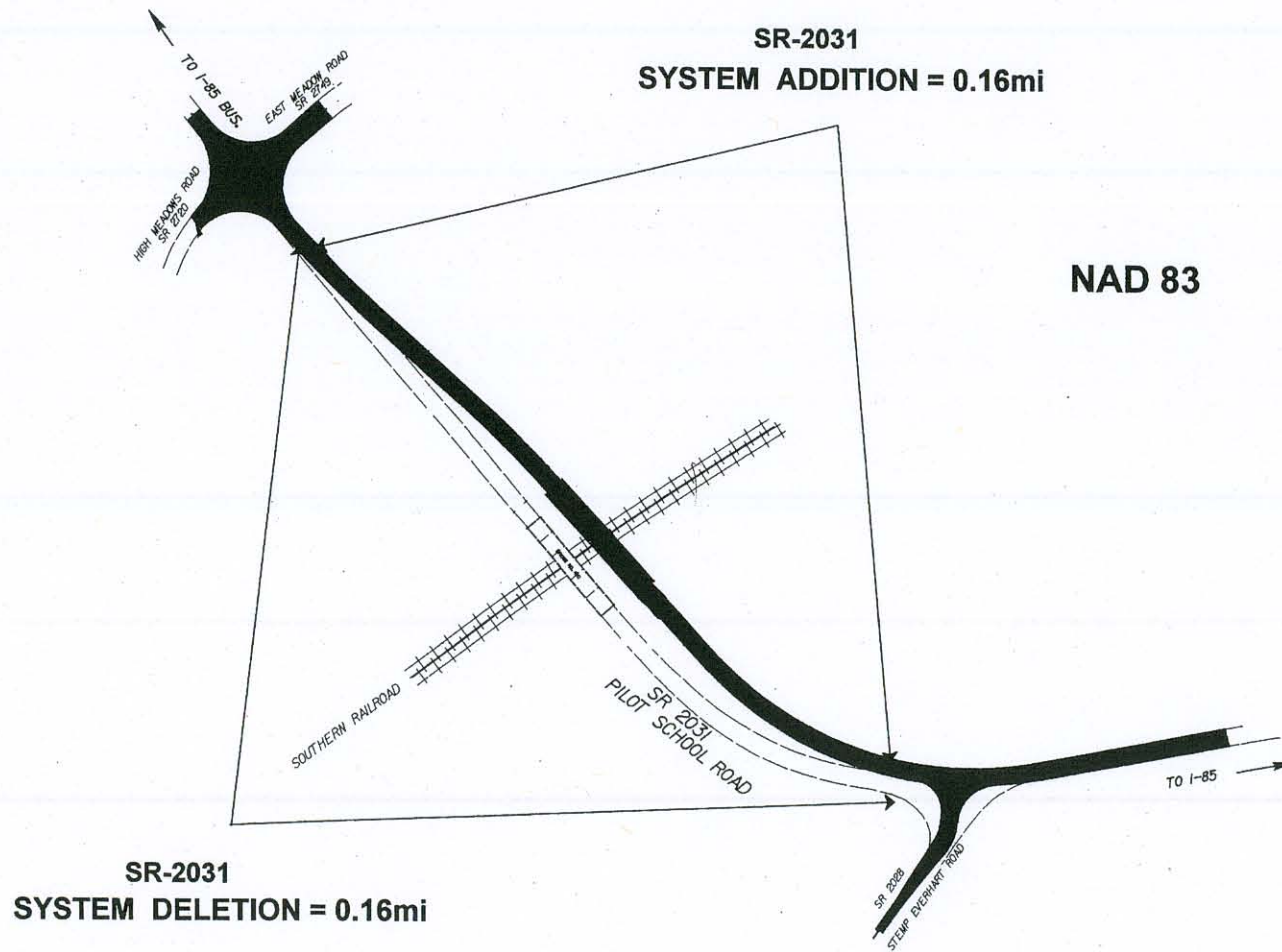 SR-2031
SYSTEM ADDITION = 0.16mi
TO I-85 BUS.
EAST MEADOW ROAD
SR 2749
HIGH MEADOWS ROAD
SR 2720
NAD 83
SOUTHERN RAILROAD
SR 2031
PILOT SCHOOL ROAD
TO I-85
SR 2028
STEMP EVERHART ROAD
SR-2031
SYSTEM DELETION = 0.16mi